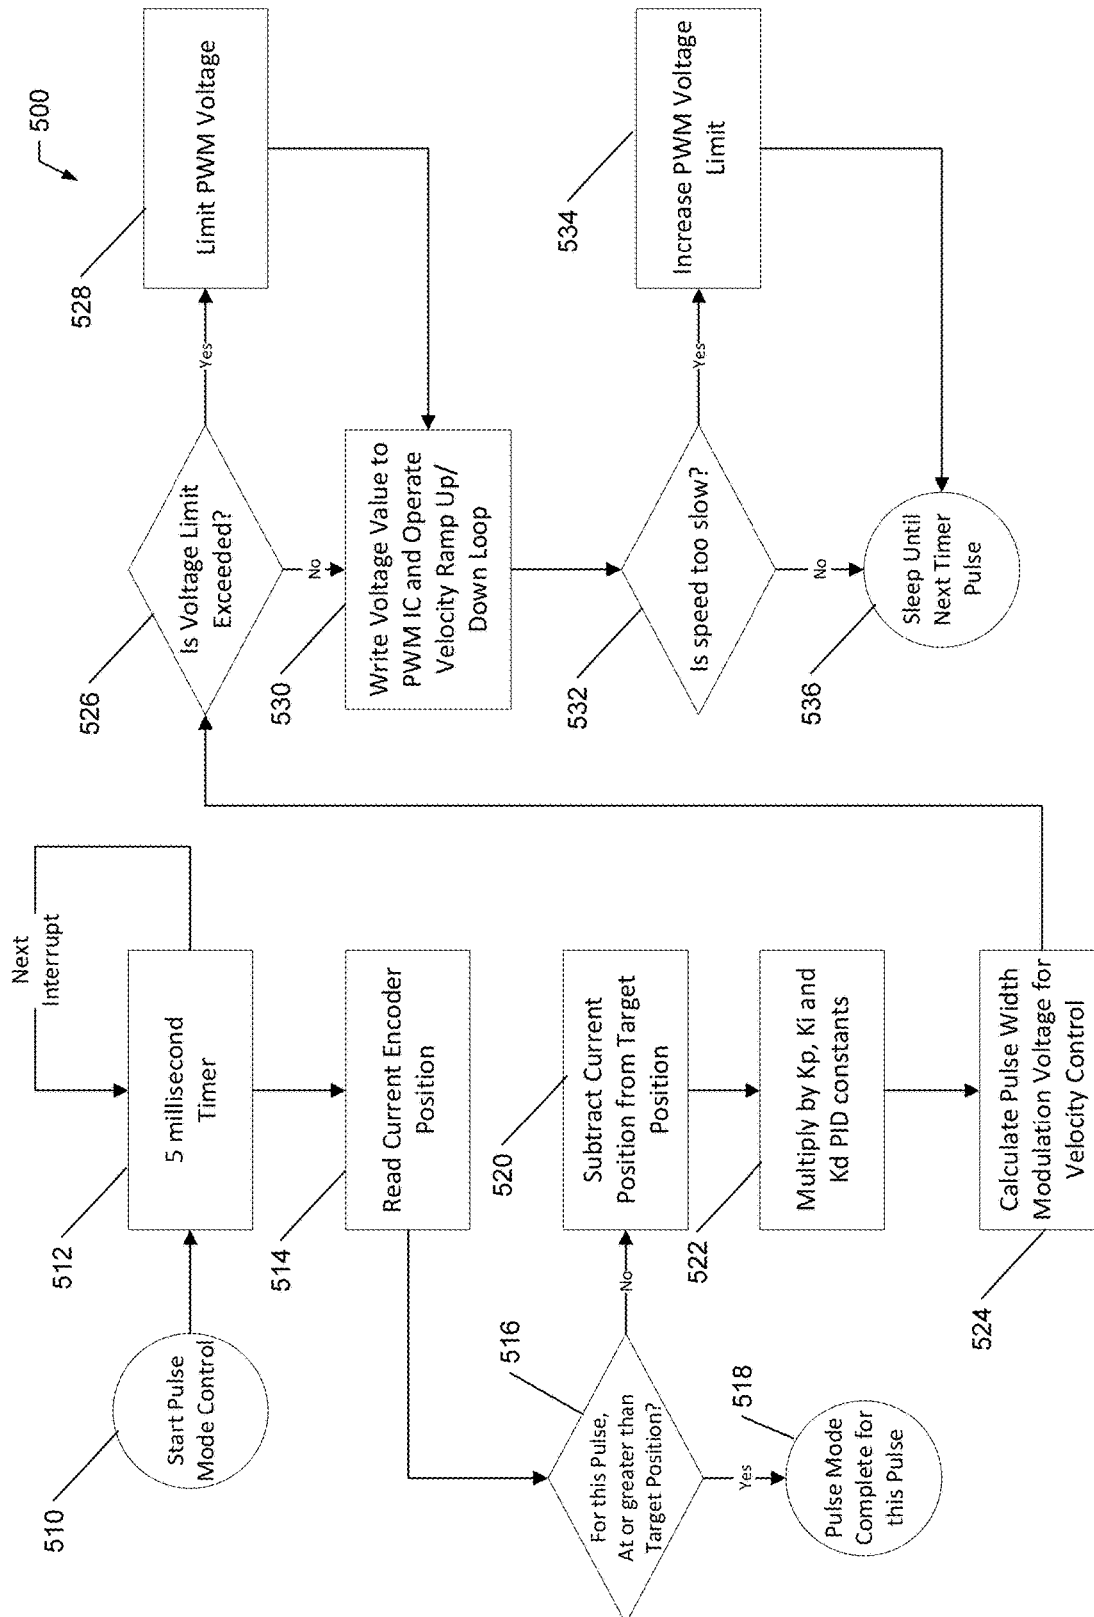 500
510
Start Pulse
Mode Control
512
5 millisecond
Timer
Next
Interrupt
514
Read Current Encoder
Position
516
For this Pulse,
At or greater than
Target Position?
Yes
518
Pulse Mode
Complete for
this Pulse
No
520
Subtract Current
Position from Target
Position
522
Multiply by Kp, Ki and
Kd PID constants
524
Calculate Pulse Width
Modulation Voltage for
Velocity Control
526
Is Voltage Limit
Exceeded?
Yes
528
Limit PWM Voltage
No
530
Write Voltage Value to
PWM IC and Operate
Velocity Ramp Up/
Down Loop
532
Is speed too slow?
Yes
534
Increase PWM Voltage
Limit
No
536
Sleep Until
Next Timer
Pulse